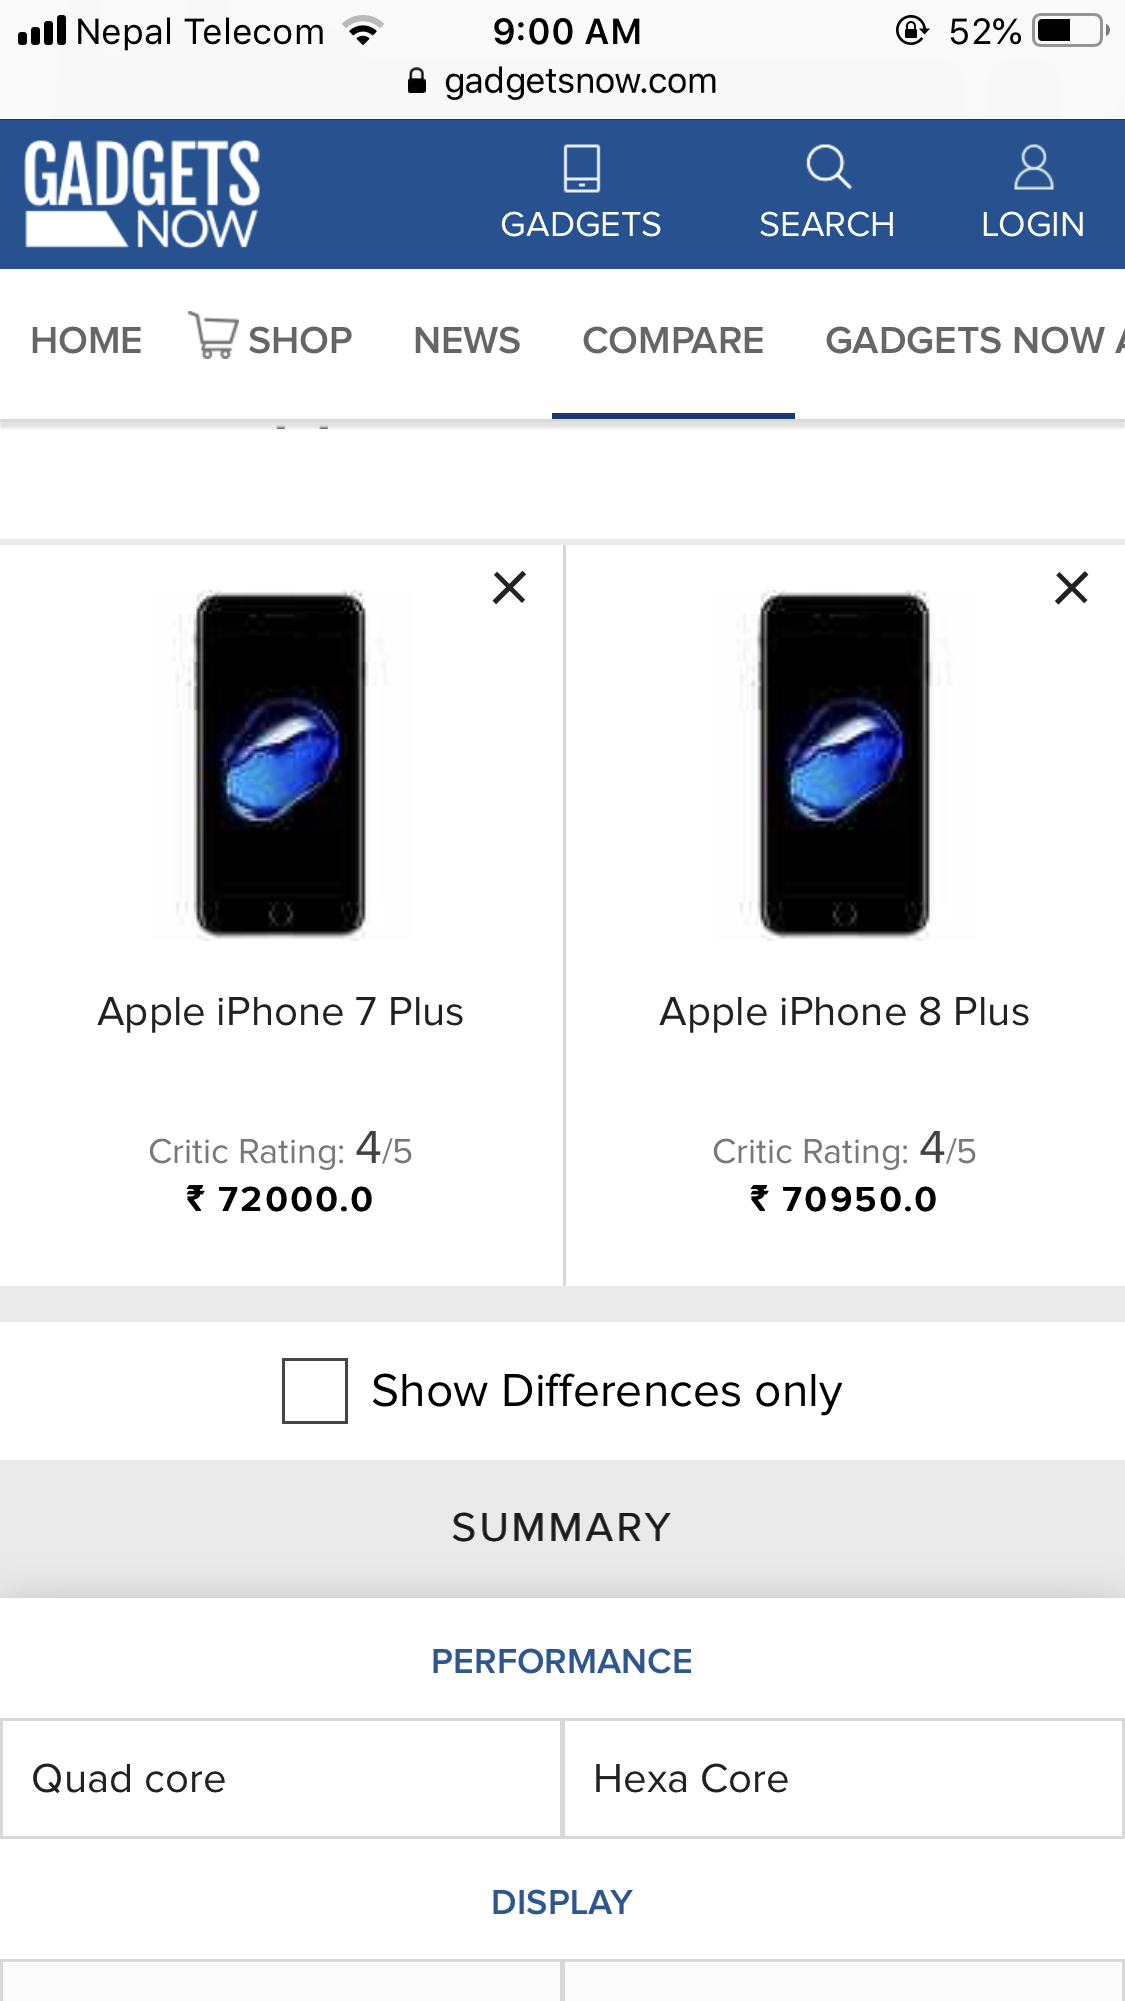 Nepal Telecom 9:00 AM 52%
gadgetsnow.com
GADGETS
NOW
GADGETS SEARCH LOGIN
HOME SHOP NEWS COMPARE GADGETS NOW
Apple iPhone 7 Plus
Critic Rating: 4/5
₹ 72000.0
Apple iPhone 8 Plus
Critic Rating: 4/5
₹ 70950.0
Show Differences only
SUMMARY
PERFORMANCE
Quad core
Hexa Core
DISPLAY